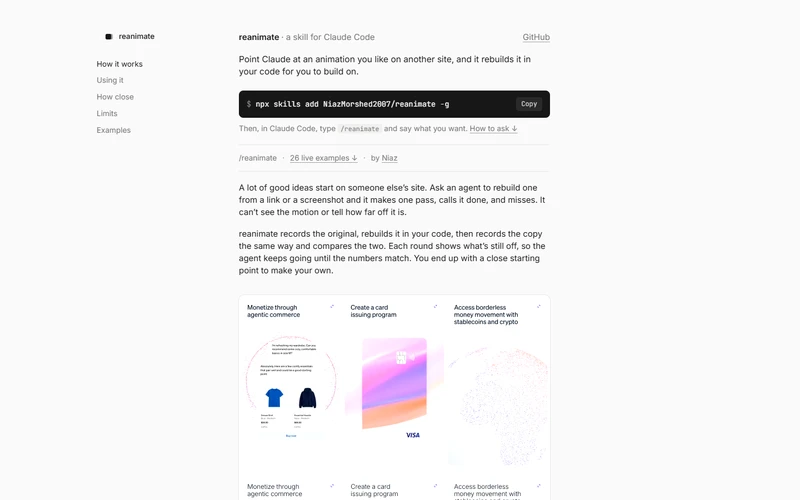 reanimate
How it works
Using it
How close
Limits
Examples
reanimate · a skill for Claude Code
GitHub
Point Claude at an animation you like on another site, and it rebuilds it in
your code for you to build on.
$ npx skills add NiazMorshed2007/reanimate -g
Copy
Then, in Claude Code, type /reanimate and say what you want. How to ask ↓
/reanimate · 26 live examples ↓ · by Niaz
A lot of good ideas start on someone else's site. Ask an agent to rebuild one
from a link or a screenshot and it makes one pass, calls it done, and misses. It
can't see the motion or tell how far off it is.
reanimate records the original, rebuilds it in your code, then records the copy
the same way and compares the two. Each round shows what's still off, so the
agent keeps going until the numbers match. You end up with a close starting
point to make your own.
Monetize through
agentic commerce
Create a card
issuing program
Access borderless
money movement with
stablecoins and crypto
VISA
Monetize through
agentic commerce
Create a card
issuing program
Access borderless
money movement with